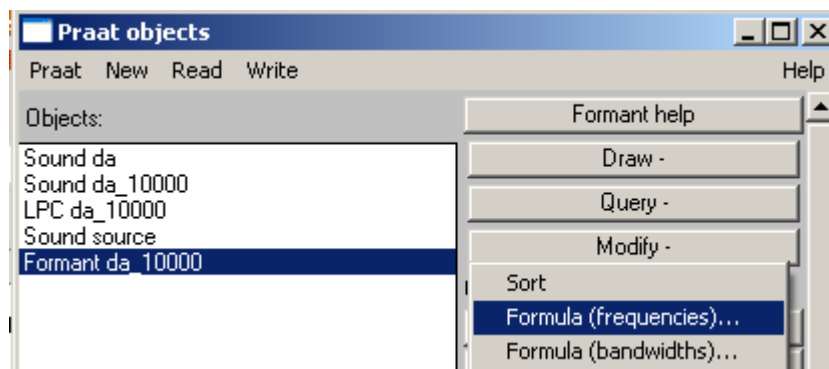 Praat objects
Praat New Read Write Help
Objects:
Formant help
Sound da
Draw -
Sound da_10000
Query -
LPC da_10000
Sound source
Modify -
Formant da_10000
Sort
Formula (frequencies)...
Formula (bandwidths)...